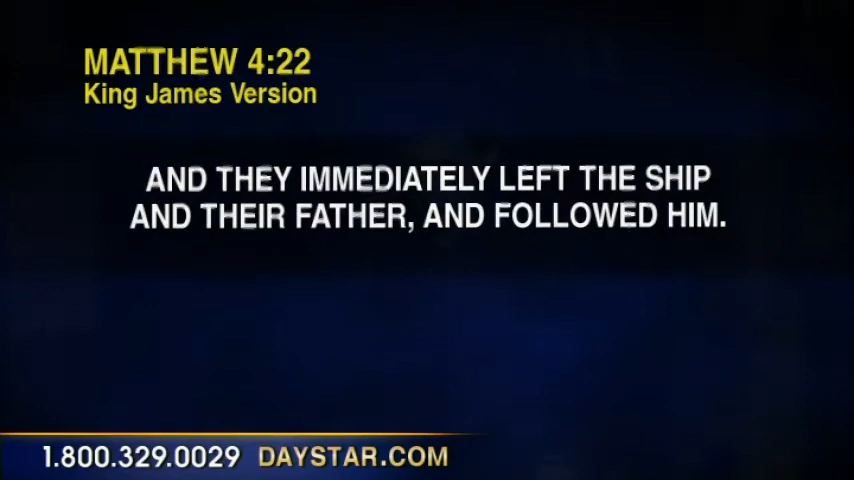 MATTHEW 4:22
King James Version
AND THEY IMMEDIATELY LEFT THE SHIP
AND THEIR FATHER, AND FOLLOWED HIM.
1.800.329.0029 DAYSTAR.COM